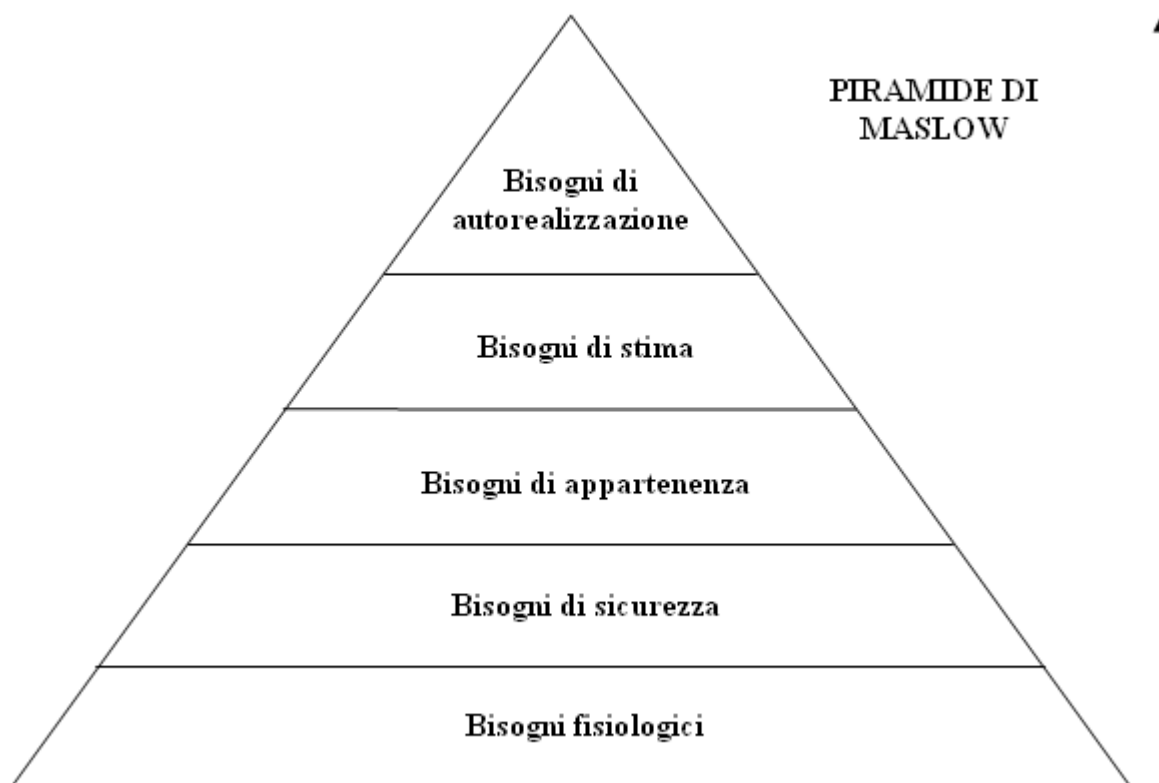 PIRAMIDE DI
MASLOW
Bisogni di
autorealizzazione
Bisogni di stima
Bisogni di appartenenza
Bisogni di sicurezza
Bisogni fisiologici